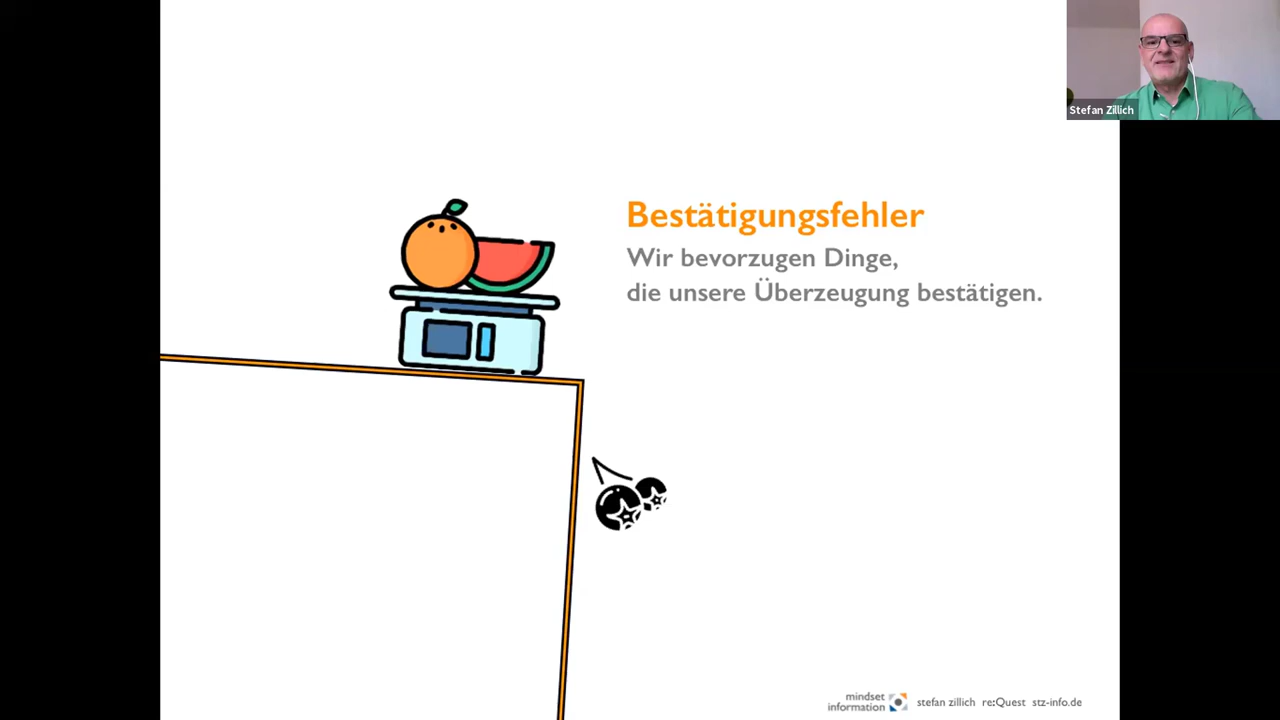 Stefan Zillich
Bestätigungsfehler
Wir bevorzugen Dinge,
die unsere Überzeugung bestätigen.
mindset
information
stefan zillich re:Quest stz-info.de